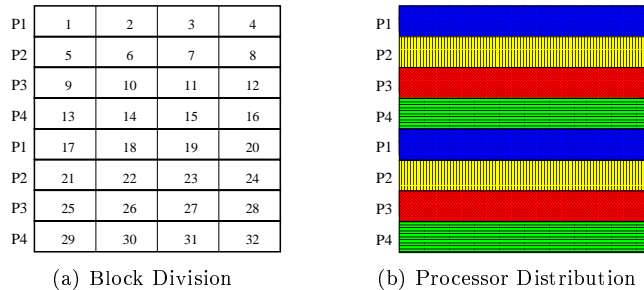 P1 1 2 3 4
P2 5 6 7 8
P3 9 10 11 12
P4 13 14 15 16
P1 17 18 19 20
P2 21 22 23 24
P3 25 26 27 28
P4 29 30 31 32
(a) Block Division
P1
P2
P3
P4
P1
P2
P3
P4
(b) Processor Distribution